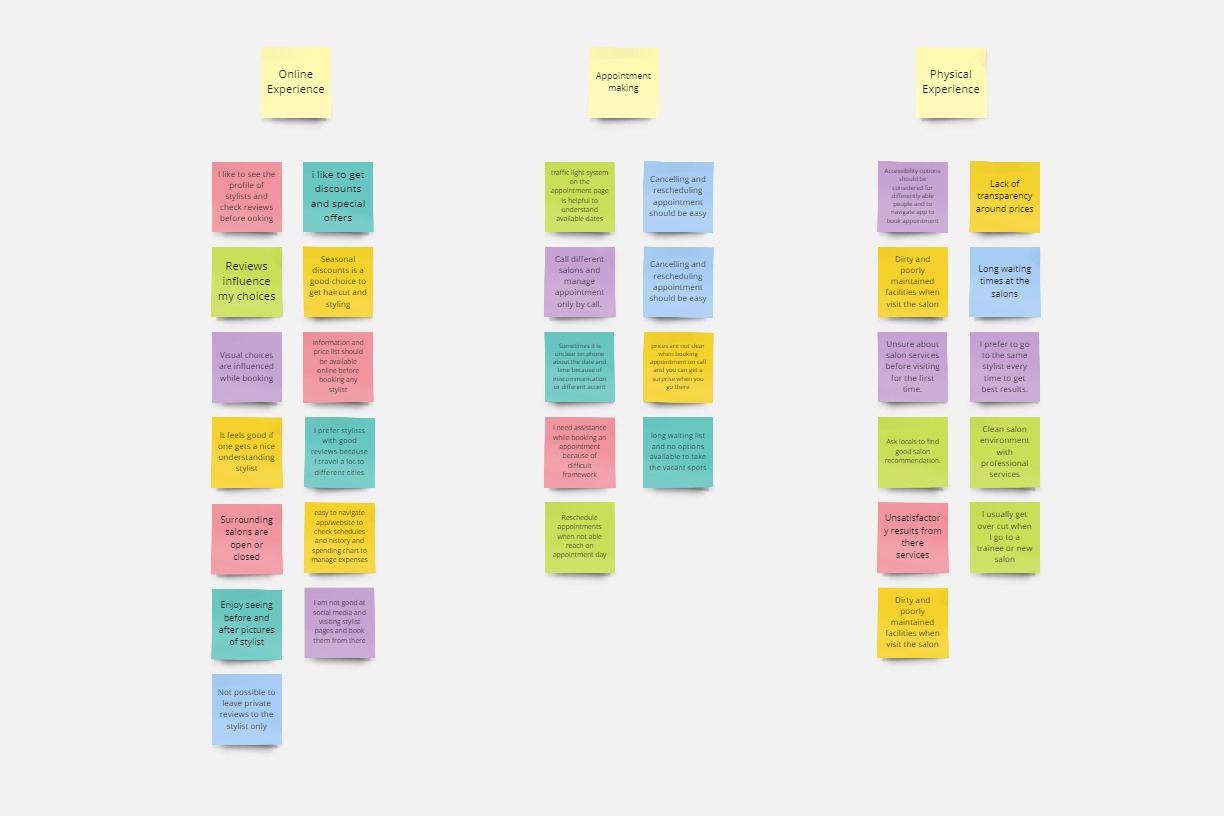 Online
Experience
Appointment
making
Physical
Experience
I like to see the
profile of
stylists and
check reviews
before ooking
i like to get
discounts
and special
offers
Reviews
influence
my choices
Seasonal
discounts is a
good choice to
get haircut and
styling
Visual choices
are influenced
while booking
Information and
price list should
be available
online before
booking any
stylist
It feels good if
one gets a nice
understanding
stylist
I prefer stylists
with good
reviews because
I travel a lot to
different cities
Surrounding
salons are
open or
closed
easy to navigate
app/website to
check schedules
and history and
spending chart to
manage expenses
Enjoy seeing
before and
after pictures
of stylist
I am not good at
social media and
visiting stylist
pages and book
them from there
Not possible to
leave private
reviews to the
stylist only
traffic light system
on the
appointment page
is helpful to
understand
available dates
Cancelling and
rescheduling
appointment
should be easy
Call different
salons and
manage
appointment
only by call.
Cancelling and
rescheduling
appointment
should be easy
Sometimes it is
unclear on phone
about the date and
time because of
miscommunication
or different accent
prices are not clear
when booking
appointment on call
and you can get a
surprise when you
go there
I need assistance
while booking an
appointment
because of
difficult
framework
long waiting list
and no options
available to take
the vacant spots
Reschedule
appointments
when not able
reach on
appointment day
Accessibility options
should be
considered for
differently able
people and to
navigate app to
book appointment
Lack of
transparency
around prices
Dirty and
poorly
maintained
facilities when
visit the salon
Long waiting
times at the
salons
Unsure about
salon services
before visiting
for the first
time.
I prefer to go
to the same
stylist every
time to get
best results.
Ask locals to find
good salon
recommendation.
Clean salon
environment
with
professional
services
Unsatisfactor
y results from
there
services
I usually get
over cut when
I go to a
trainee or new
salon
Dirty and
poorly
maintained
facilities when
visit the salon